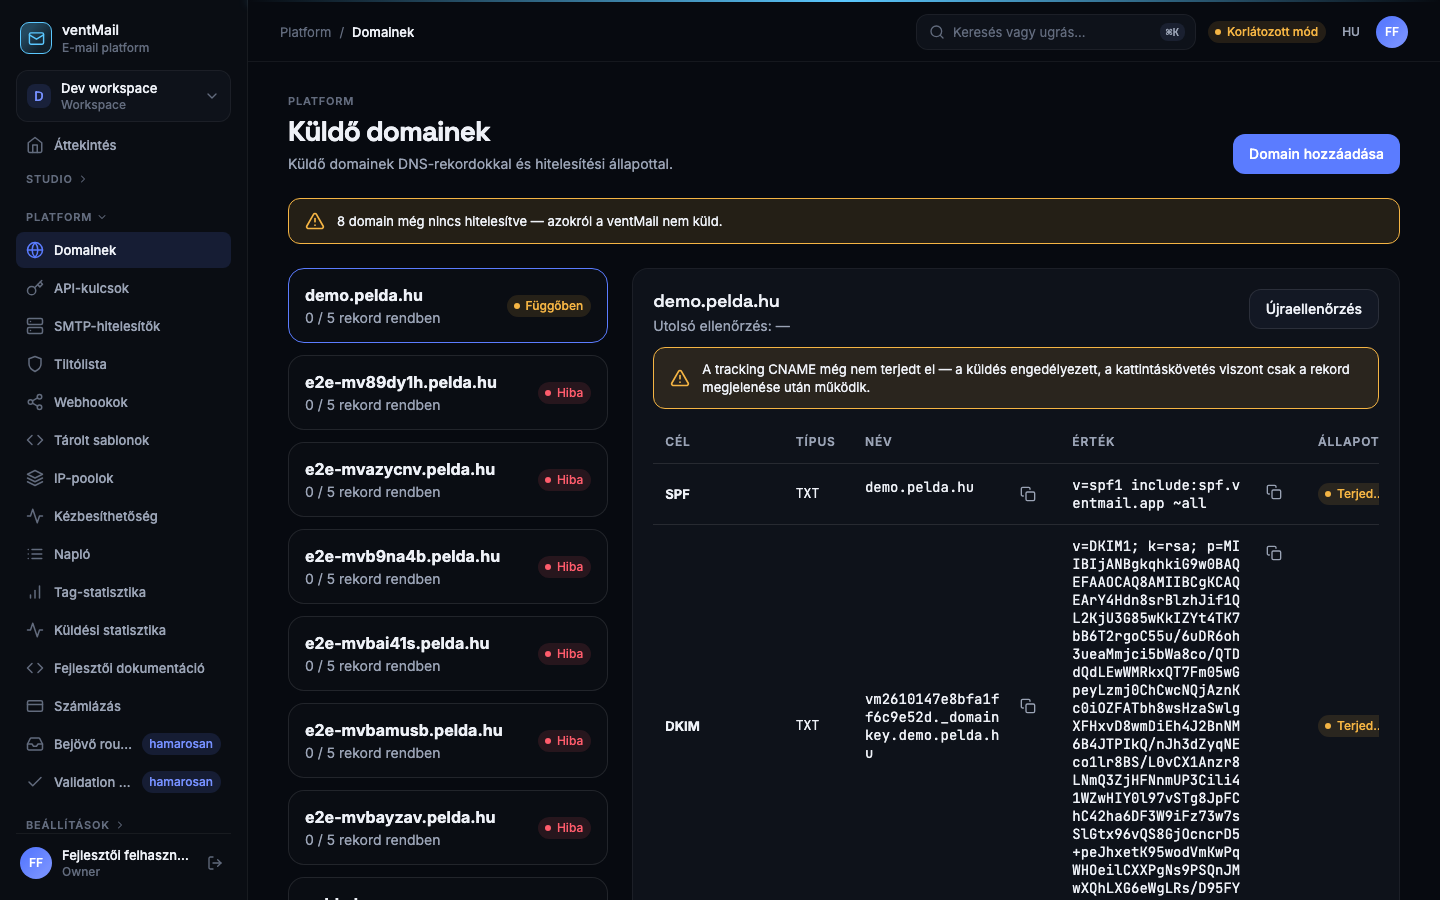 ventMail
E-mail platform
D
Dev workspace
Workspace
Áttekintés
STUDIO
PLATFORM
Domainek
API-kulcsok
SMTP-hitelesítők
Tiltólista
Webhookok
Tárolt sablonok
IP-poolok
Kézbesíthetőség
Napló
Tag-statisztika
Küldési statisztika
Fejlesztői dokumentáció
Számlázás
Bejövő rou... hamarosan
Validation ... hamarosan
BEÁLLÍTÁSOK
FF
Fejlesztői felhaszn...
Owner
Platform / Domainek
Keresés vagy ugrás... ⌘K
Korlátozott mód
HU
FF
PLATFORM
Küldő domainek
Küldő domainek DNS-rekordokkal és hitelesítési állapottal.
Domain hozzáadása
8 domain még nincs hitelesítve — azokról a ventMail nem küld.
demo.pelda.hu
0 / 5 rekord rendben
Függőben
e2e-mv89dy1h.pelda.hu
0 / 5 rekord rendben
Hiba
e2e-mvazycnv.pelda.hu
0 / 5 rekord rendben
Hiba
e2e-mvb9na4b.pelda.hu
0 / 5 rekord rendben
Hiba
e2e-mvbai41s.pelda.hu
0 / 5 rekord rendben
Hiba
e2e-mvbamusb.pelda.hu
0 / 5 rekord rendben
Hiba
e2e-mvbayzav.pelda.hu
0 / 5 rekord rendben
Hiba
demo.pelda.hu
Utolsó ellenőrzés: —
Újraellenőrzés
A tracking CNAME még nem terjedt el — a küldés engedélyezett, a kattintáskövetés viszont csak a rekord
megjelenése után működik.
CÉL TÍPUS NÉV ÉRTÉK ÁLLAPOT
SPF
TXT
demo.pelda.hu
v=spf1 include:spf.v
entmail.app ~all
Terjed..
DKIM
TXT
vm2610147e8bfa1f
f6c9e52d._domain
key.demo.pelda.h
u
v=DKIM1; k=rsa; p=MI
IBIjANBgkqhkiG9w0BAQ
EFAAOCAQ8AMIIBCgKCAQ
EArY4Hdn8srBlzhJif1Q
L2KjU3G85wKkIZYt4TK7
bB6T2rgoC55u/6uDR6oh
3ueaMmjci5bWa8co/QTD
dQdLEwWMRkxQT7Fm05wG
peyLzmj0ChCwcNQjAznK
c0iOZFATbh8wsHzaSwlg
XFHxvD8wmDiEh4J2BnNM
6B4JTPIkQ/nJh3dZyqNE
co1lr8BS/L0vCX1Anzr8
LNmQ3ZjHFNnmUP3Cili4
1WZwHIY0l97vSTg8JpFC
hC42ha6DF3W9iFz73w7s
SlGtx96vQS8GjOcncrD5
+peJhxetK95wodVmKwPq
WHOeilCXXPgNs9PSQnJM
wXQhLXG6eWgLRs/D95FY
Terjed..